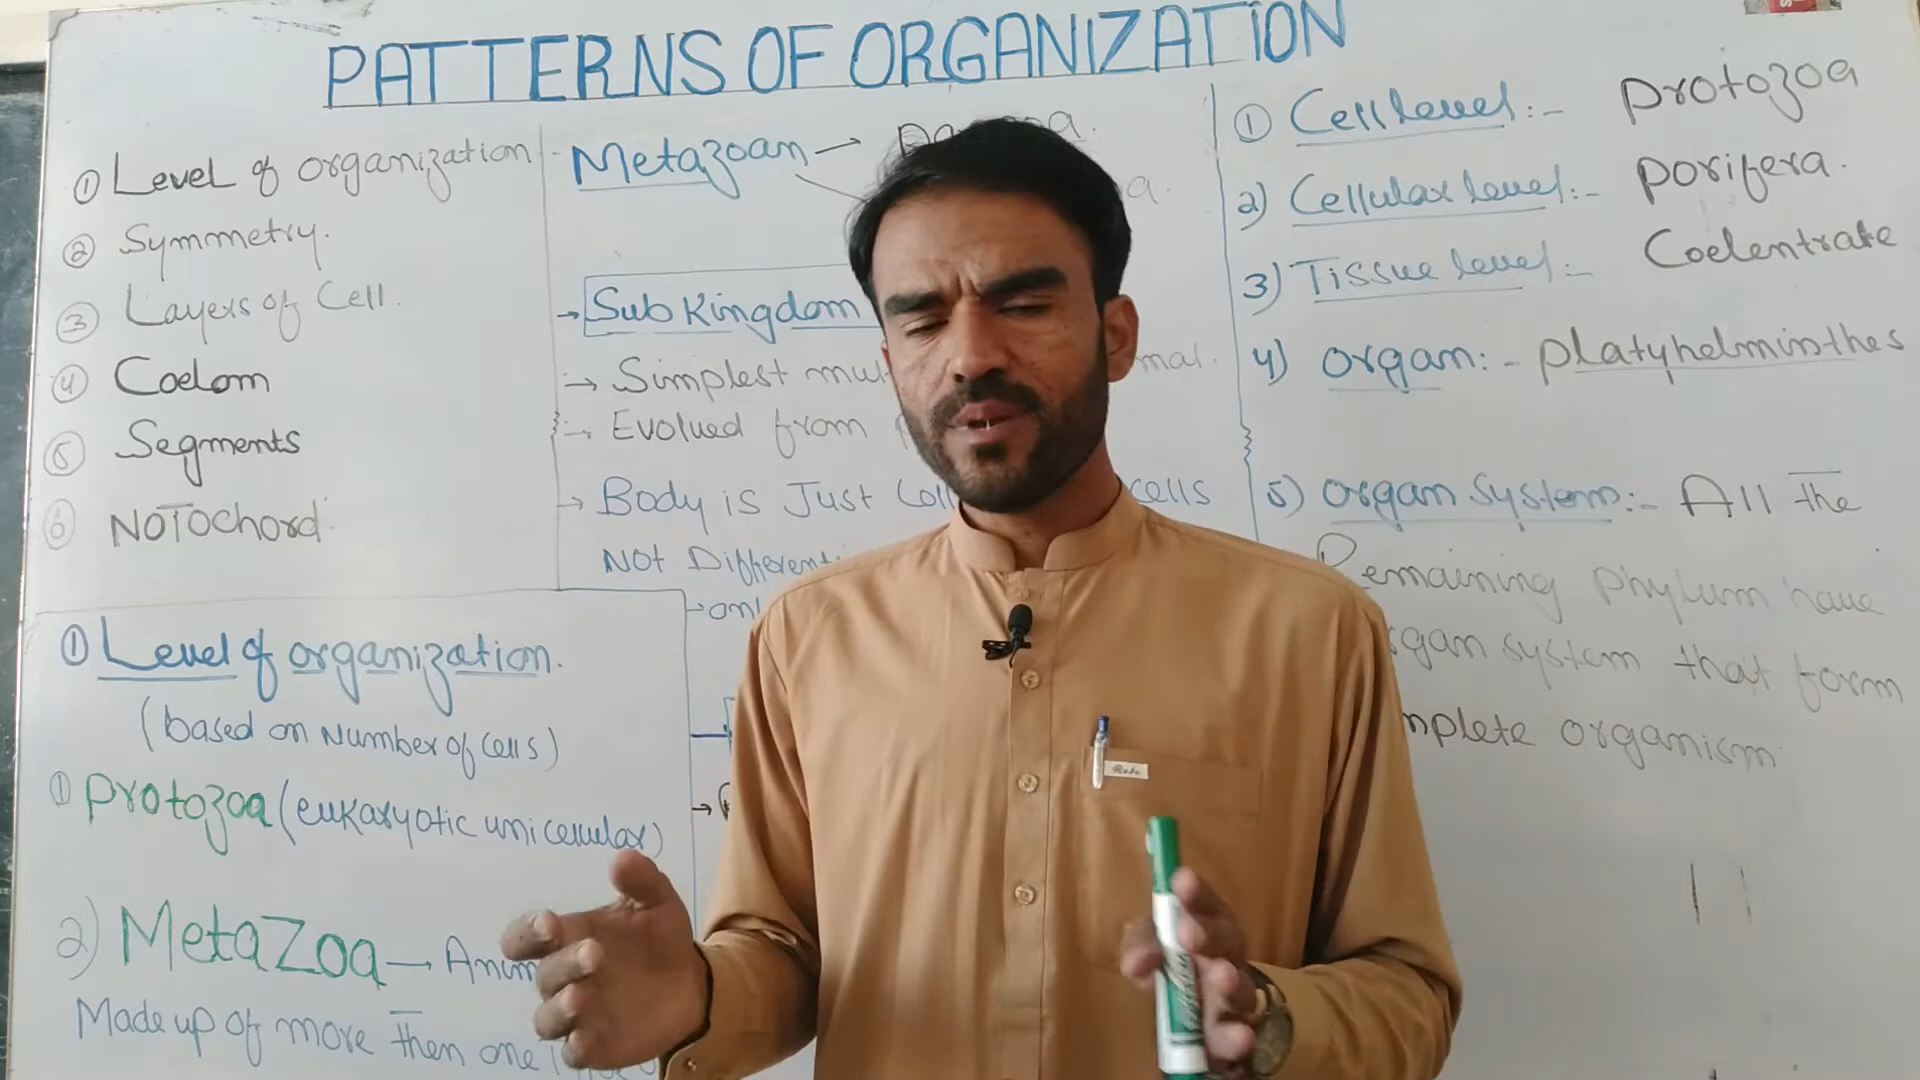 PATTERNS OF ORGANIZATION
① Level of organization
② Symmetry.
③ Layers of Cell.
④ Coelom
⑤ Segments
⑥ NOTOchord
① Level of organization.
(based on Number of cells)
① Protozoa (eukaryotic unicellular)
2) MetaZoa →
Made up of more Then one
Metazoan →
→ Sub Kingdom
→ Simplest
→ Evolved from
→ Body is Just cells
NOT
① Cell level :- Protozoa
2) Cellular level :- Porifera.
3) Tissue level :- Coelentrate
4) organ :- Platyhelminthes
5) organ system :- All The
Remaining Phylum have
system that form
organism